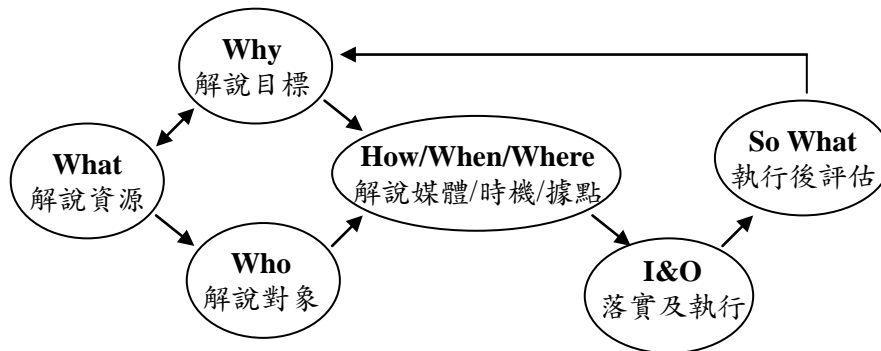 Why
解說目標
What
解說資源
Who
解說對象
How/When/Where
解說媒體/時機/據點
I&O
落實及執行
So What
執行後評估